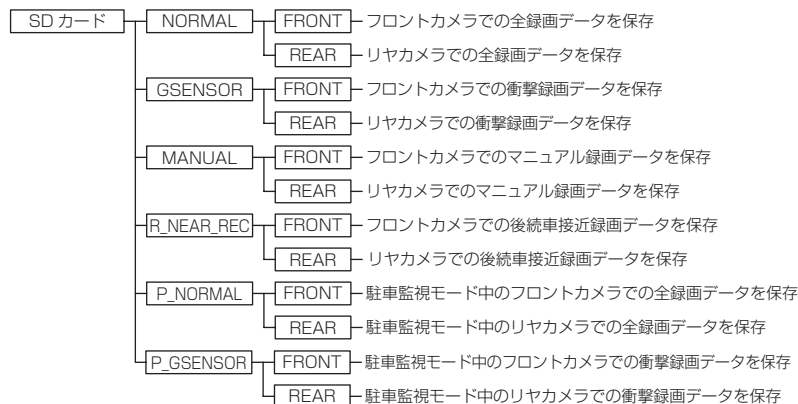 SD カード NORMAL FRONT フロントカメラでの全録画データを保存
REAR リヤカメラでの全録画データを保存
GSENSOR FRONT フロントカメラでの衝撃録画データを保存
REAR リヤカメラでの衝撃録画データを保存
MANUAL FRONT フロントカメラでのマニュアル録画データを保存
REAR リヤカメラでのマニュアル録画データを保存
R_NEAR_REC FRONT フロントカメラでの後続車接近録画データを保存
REAR リヤカメラでの後続車接近録画データを保存
P_NORMAL FRONT 駐車監視モード中のフロントカメラでの全録画データを保存
REAR 駐車監視モード中のリヤカメラでの全録画データを保存
P_GSENSOR FRONT 駐車監視モード中のフロントカメラでの衝撃録画データを保存
REAR 駐車監視モード中のリヤカメラでの衝撃録画データを保存